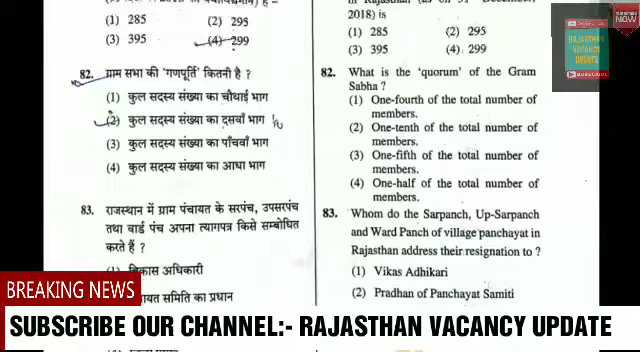 (1) 285 (2) 295
(3) 395 (4) 299
82. ग्राम सभा की 'गणपूर्ति' कितनी है ?
(1) कुल सदस्य संख्या का चौथाई भाग
(2) कुल सदस्य संख्या का दसवाँ भाग
(3) कुल सदस्य संख्या का पाँचवाँ भाग
(4) कुल सदस्य संख्या का आधा भाग
83. राजस्थान में ग्राम पंचायत के सरपंच, उपसरपंच
तथा वार्ड पंच अपना त्यागपत्र किसे सम्बोधित
करते हैं ?
(1) विकास अधिकारी
समिति का प्रधान
2018) is
(1) 285 (2) 295
(3) 395 (4) 299
82. What is the 'quorum' of the Gram
Sabha ?
(1) One-fourth of the total number of
members.
(2) One-tenth of the total number of
members.
(3) One-fifth of the total number of
members.
(4) One-half of the total number of
members.
83. Whom do the Sarpanch, Up-Sarpanch
and Ward Panch of village panchayat in
Rajasthan address their resignation to ?
(1) Vikas Adhikari
(2) Pradhan of Panchayat Samiti
RAJASTHAN
VACANCY
UPDATE
SUBSCRIBE
NOW
BREAKING NEWS
SUBSCRIBE OUR CHANNEL:- RAJASTHAN VACANCY UPDATE